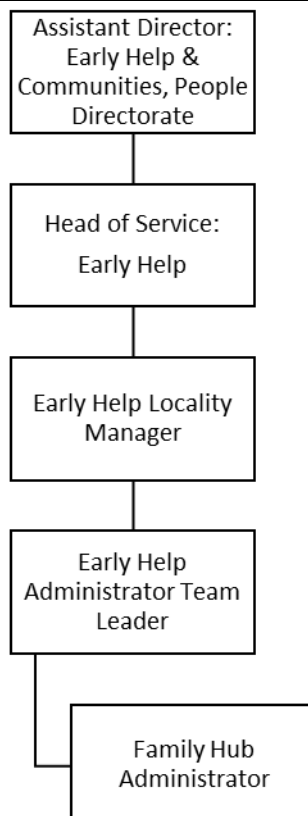 Assistant Director:
Early Help &
Communities, People
Directorate
Head of Service:
Early Help
Early Help Locality
Manager
Early Help
Administrator Team
Leader
Family Hub
Administrator